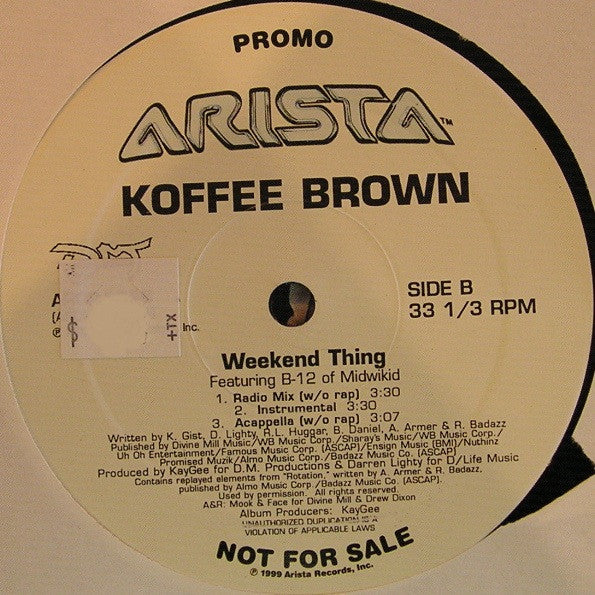 PROMO
ARISTA™
KOFFEE BROWN
SIDE B
33 1/3 RPM
Inc.
+TX
Weekend Thing
Featuring B-12 of Midwikid
1. Radio Mix (w/o rap) 3:30
2. Instrumental 3:30
3. Acappella (w/o rap) 3:07
Written by K. Gist, D. Lighty, R.L. Huggar, B. Daniel, A. Armer & R. Badazz
Published by Divine Mill Music/WB Music Corp./Sharay's Music/WB Music Corp./
Uh Oh Entertainment/Famous Music Corp. (ASCAP)/Ensign Music (BMI)/Nuthinz
Promised Muzik/Almo Music Corp./Badazz Music Co. (ASCAP)
Produced by KayGee for D.M. Productions & Darren Lighty for D/Life Music
Contains replayed elements from "Rotation," written by A. Armer & R. Badazz,
published by Almo Music Corp./Badazz Music Co. (ASCAP).
Used by permission. All rights reserved.
A&R: Mook & Face for Divine Mill & Drew Dixon
Album Producers: KayGee
UNAUTHORIZED DUPLICATION IS A
VIOLATION OF APPLICABLE LAWS
NOT FOR SALE
℗ 1999 Arista Records, Inc.